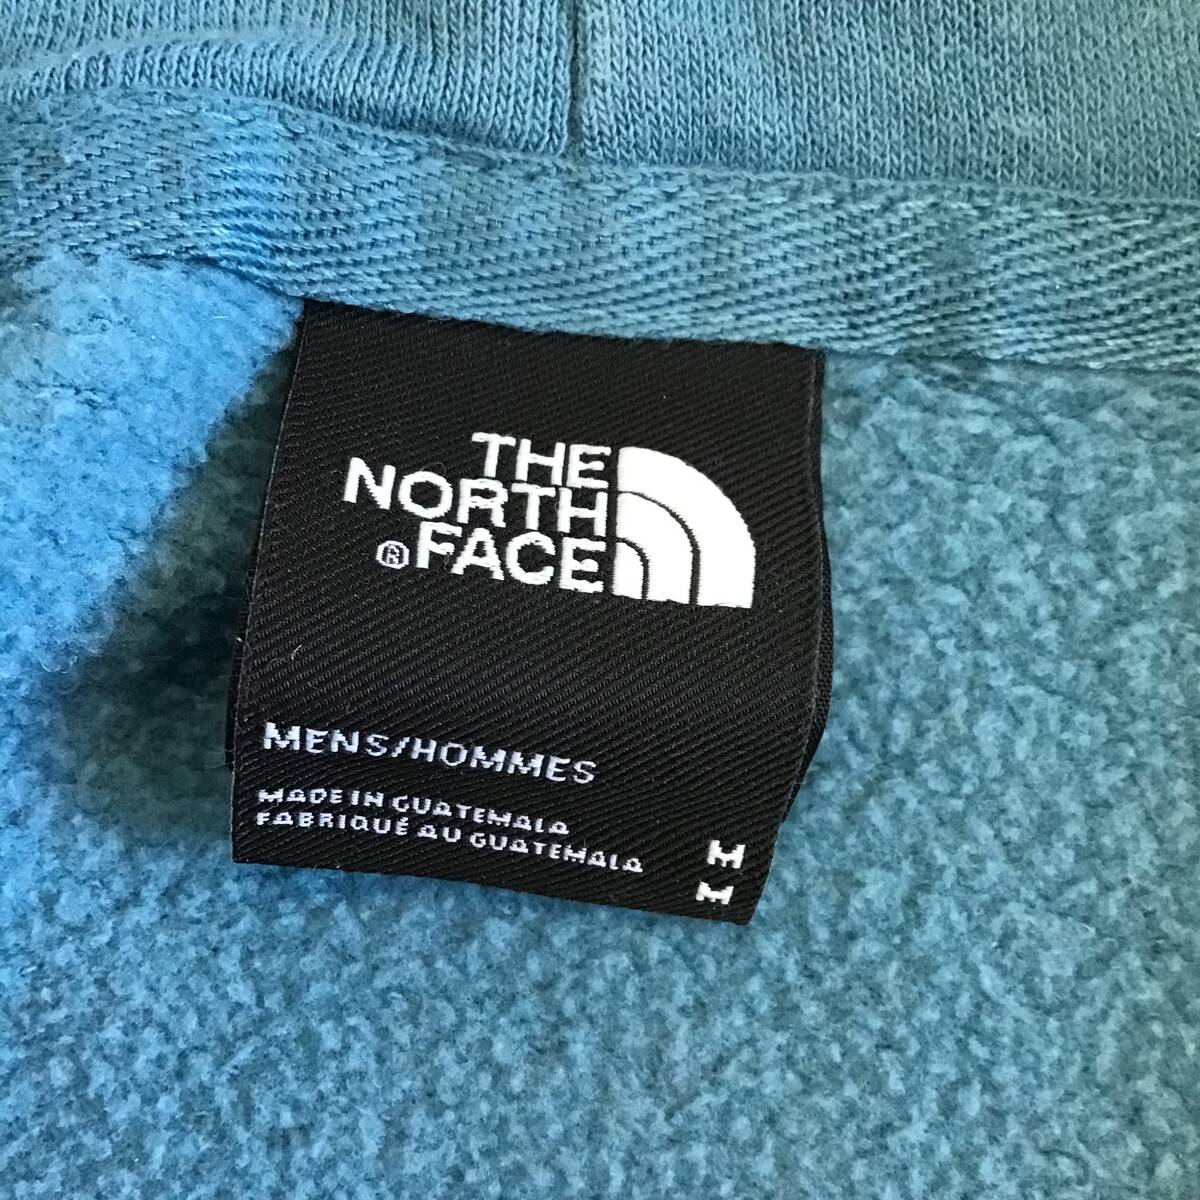 THE
NORTH
® FACE
MENS/HOMMES
MADE IN GUATEMALA
FABRIQUÉ AU GUATEMALA
M
M